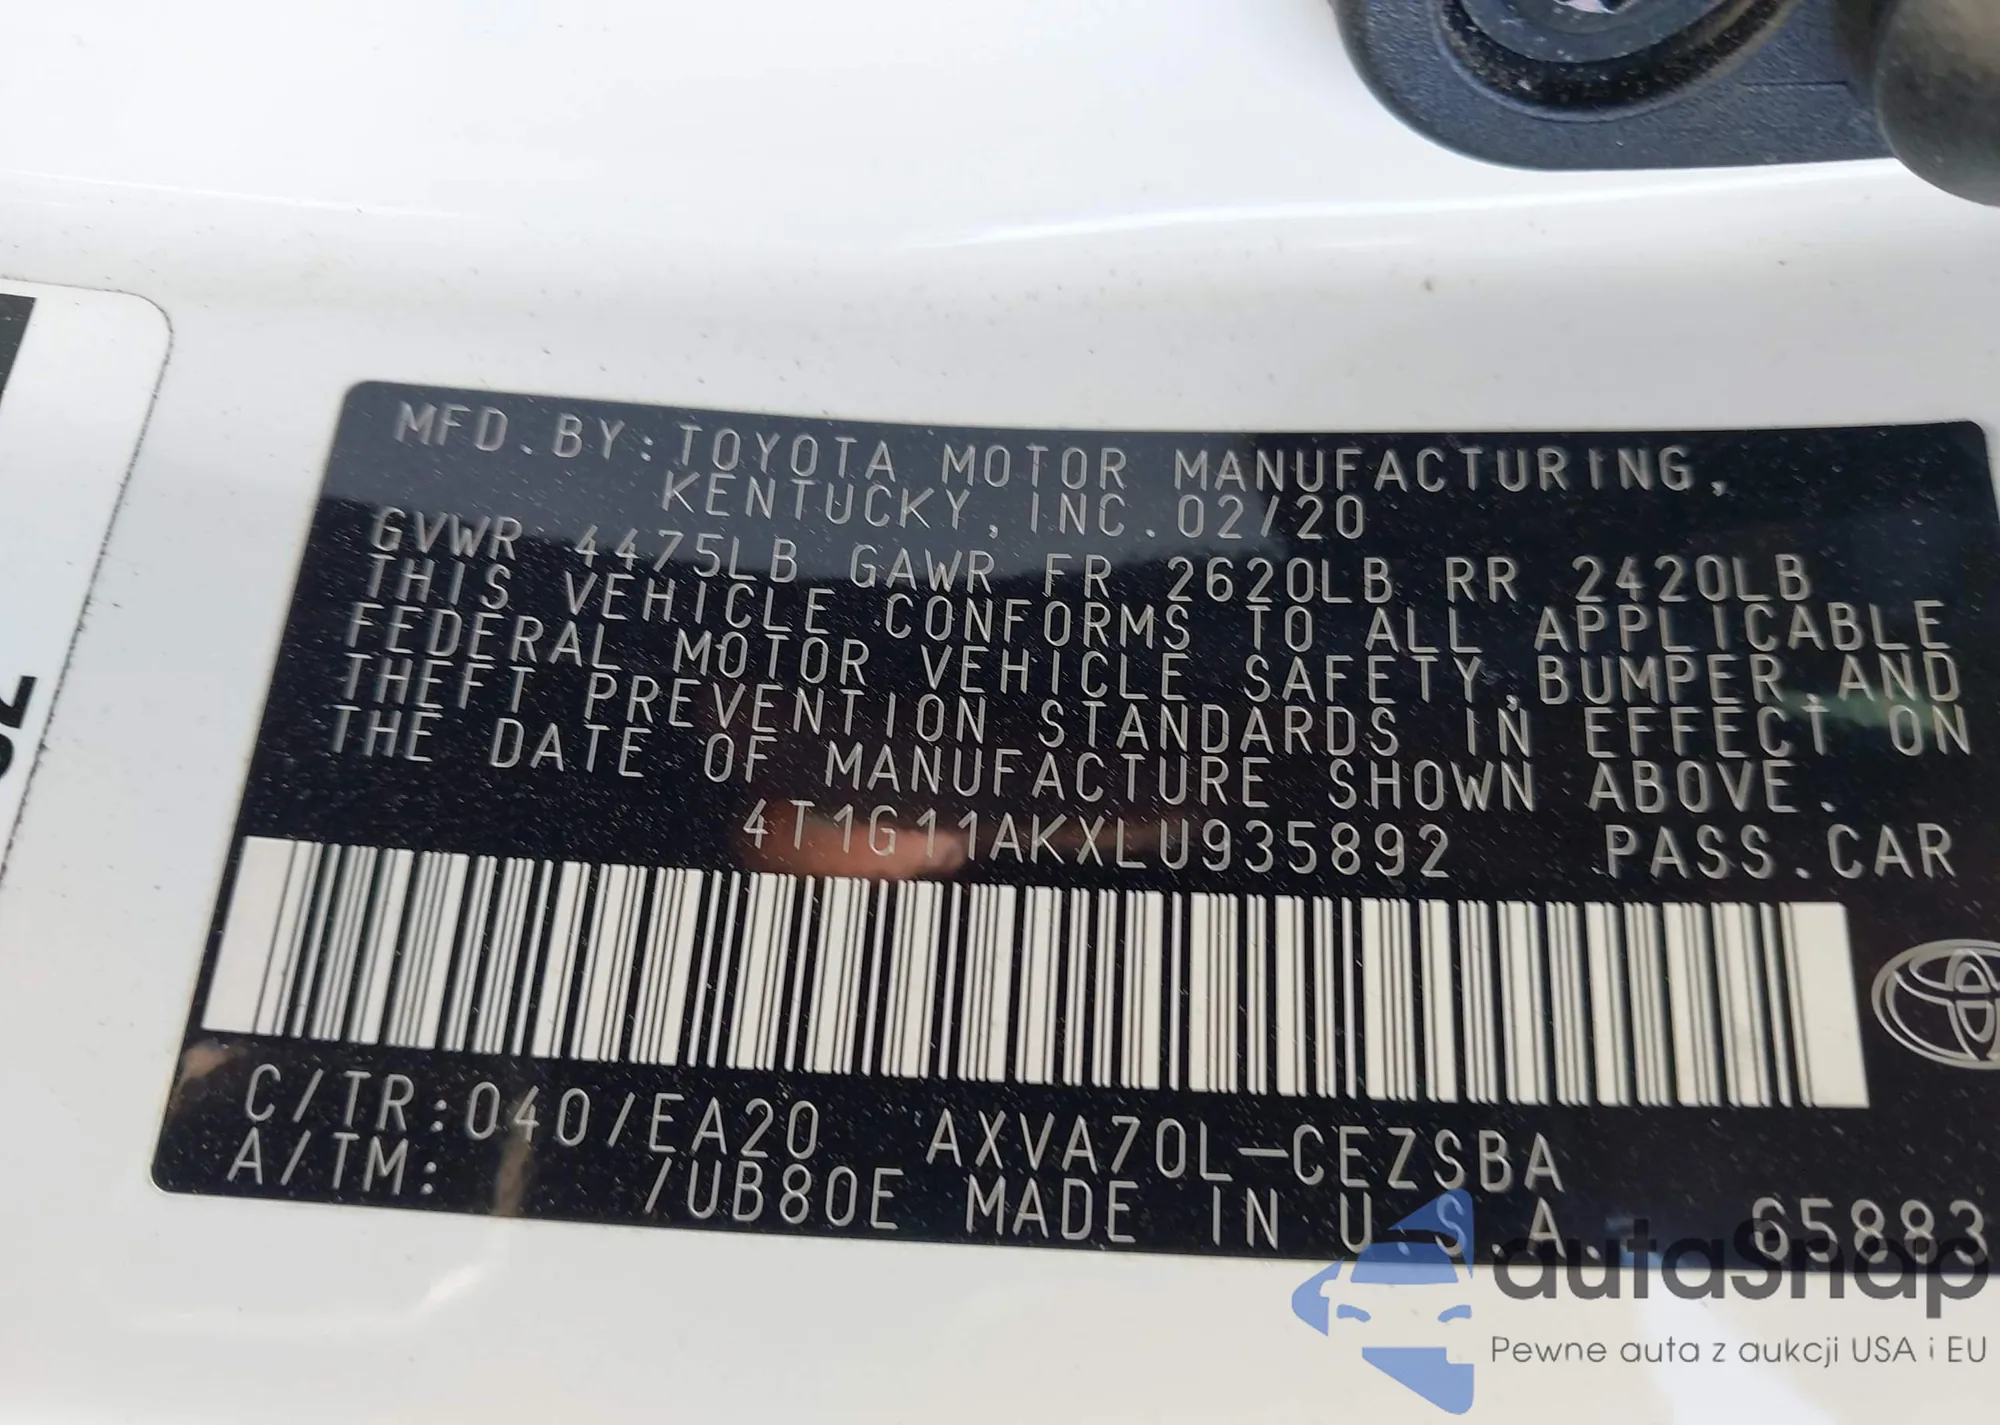 MFD.BY:TOYOTA MOTOR MANUFACTURING,
KENTUCKY,INC.02/20
GVWR 4475LB GAWR FR 2620LB RR 2420LB
THIS VEHICLE CONFORMS TO ALL APPLICABLE
FEDERAL MOTOR VEHICLE SAFETY,BUMPER,AND
THEFT PREVENTION STANDARDS IN EFFECT ON
THE DATE OF MANUFACTURE SHOWN ABOVE.
4T1G11AKXLU935892 PASS.CAR
C/TR:040/EA20 AXVA70L-CEZSBA
A/TM: /UB80E MADE IN U.S.A. G5883
autaSnap
Pewne auta z aukcji USA i EU